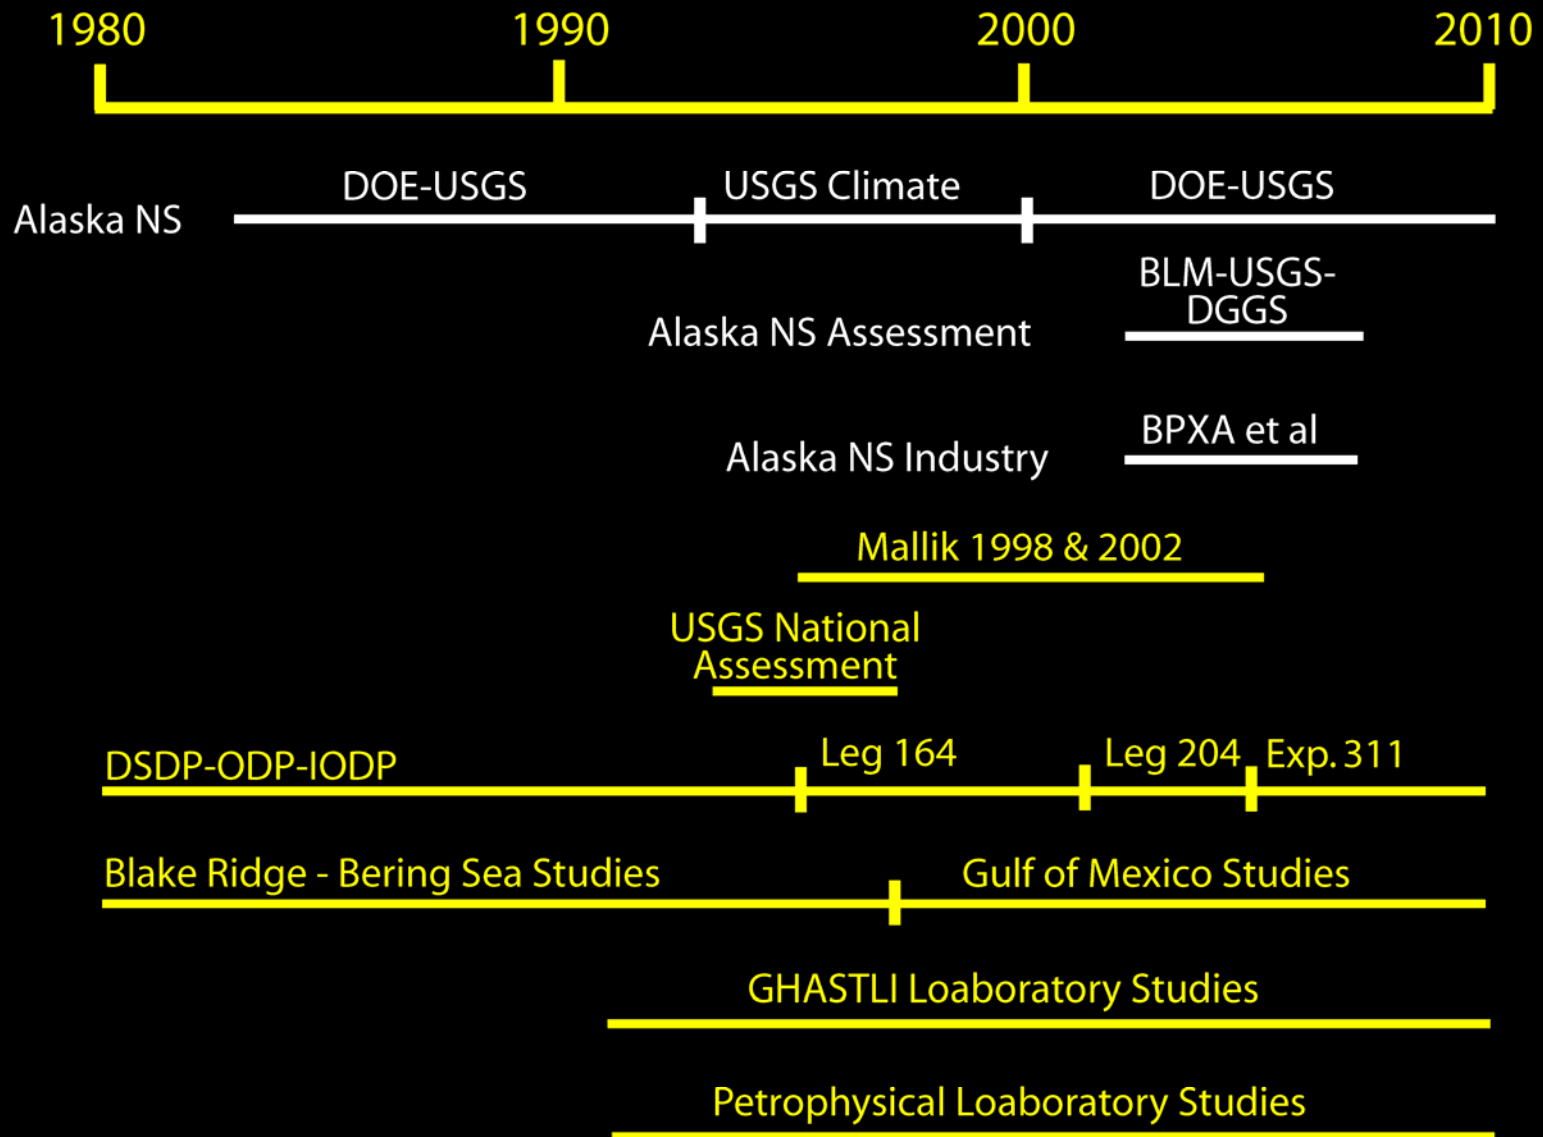 1980 1990 2000 2010
DOE-USGS USGS Climate DOE-USGS
Alaska NS
BLM-USGS-
DGGS
Alaska NS Assessment
BPXA et al
Alaska NS Industry
Mallik 1998 & 2002
USGS National
Assessment
DSDP-ODP-IODP Leg 164 Leg 204 Exp. 311
Blake Ridge - Bering Sea Studies Gulf of Mexico Studies
GHASTLI Loaboratory Studies
Petrophysical Loaboratory Studies